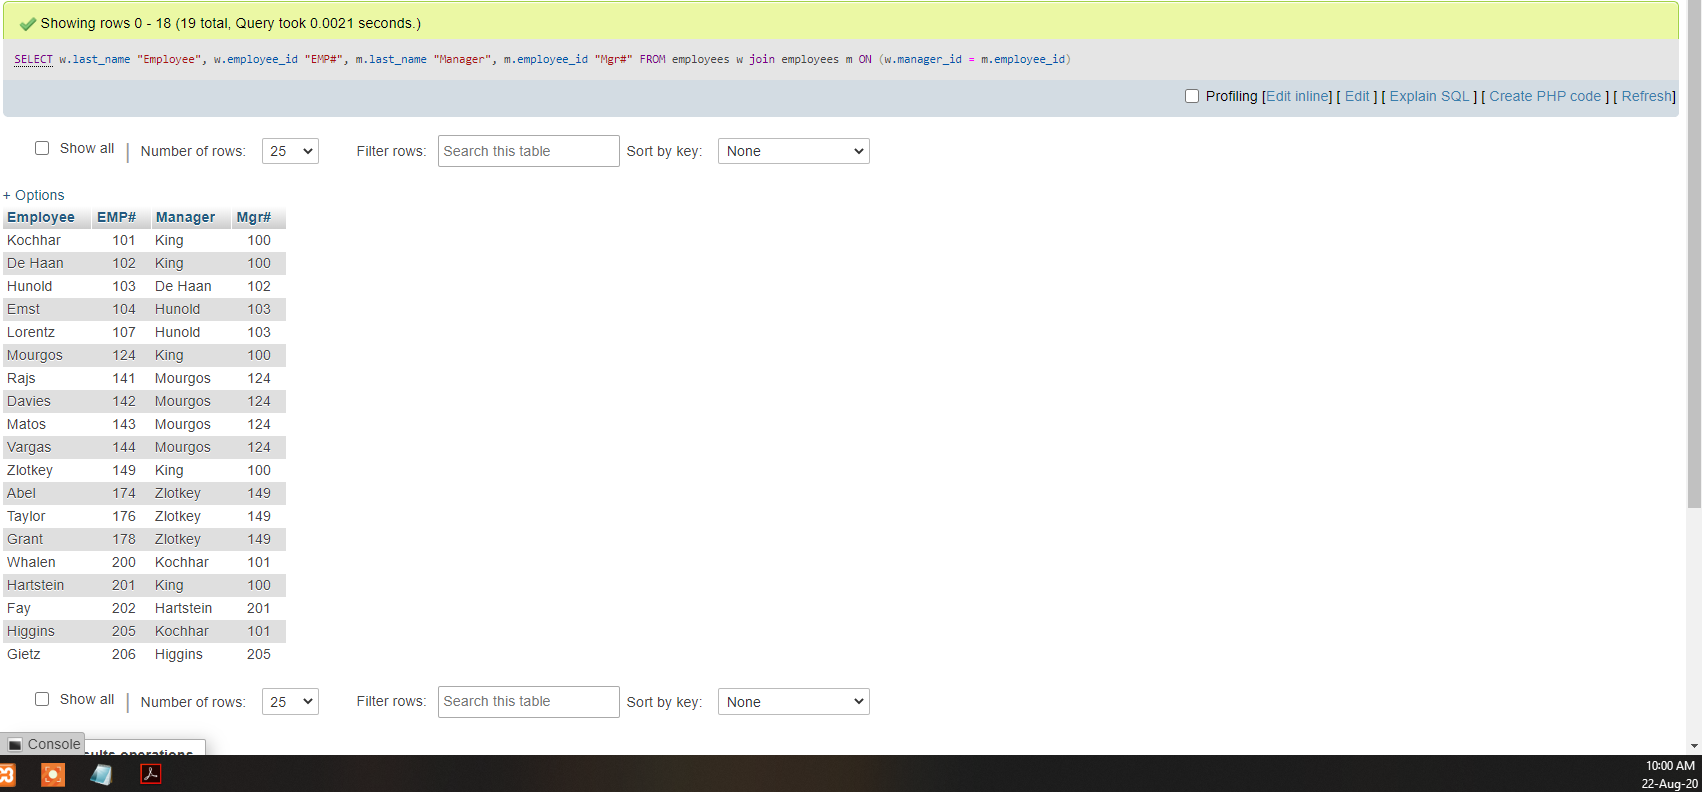 Showing rows 0 - 18 (19 total, Query took 0.0021 seconds.)
SELECT w.last_name "Employee", w.employee_id "EMP#", m.last_name "Manager", m.employee_id "Mgr#" FROM employees w join employees m ON (w.manager_id = m.employee_id)
Profiling [Edit inline] [ Edit ] [ Explain SQL ] [ Create PHP code ] [ Refresh]
Show all | Number of rows: 25 Filter rows: Search this table Sort by key: None
+ Options
Employee EMP# Manager Mgr#
Kochhar 101 King 100
De Haan 102 King 100
Hunold 103 De Haan 102
Ernst 104 Hunold 103
Lorentz 107 Hunold 103
Mourgos 124 King 100
Rajs 141 Mourgos 124
Davies 142 Mourgos 124
Matos 143 Mourgos 124
Vargas 144 Mourgos 124
Zlotkey 149 King 100
Abel 174 Zlotkey 149
Taylor 176 Zlotkey 149
Grant 178 Zlotkey 149
Whalen 200 Kochhar 101
Hartstein 201 King 100
Fay 202 Hartstein 201
Higgins 205 Kochhar 101
Gietz 206 Higgins 205
Show all | Number of rows: 25 Filter rows: Search this table Sort by key: None
Console
operations
10:00 AM
22-Aug-20